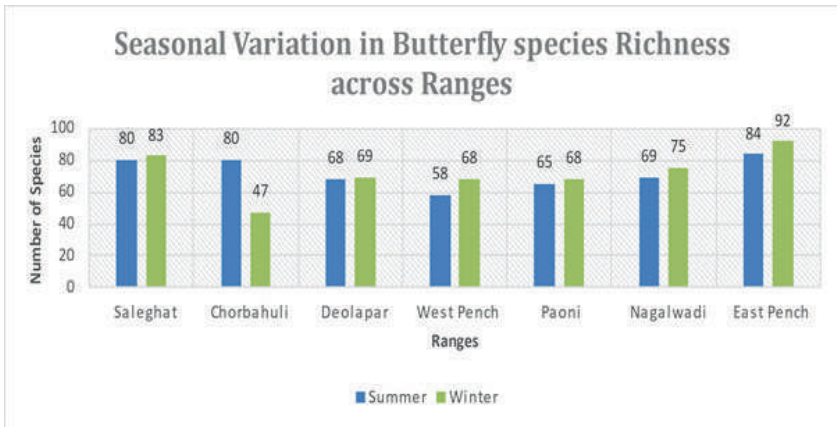 Seasonal Variation in Butterfly species Richness
across Ranges
Number of Species
100
80
60
40
20
0
80 83
80 47
68 69
58 68
65 68
69 75
84 92
Saleghat Chorbahuli Deolapar West Pench Paoni Nagalwadi East Pench
Ranges
Summer Winter